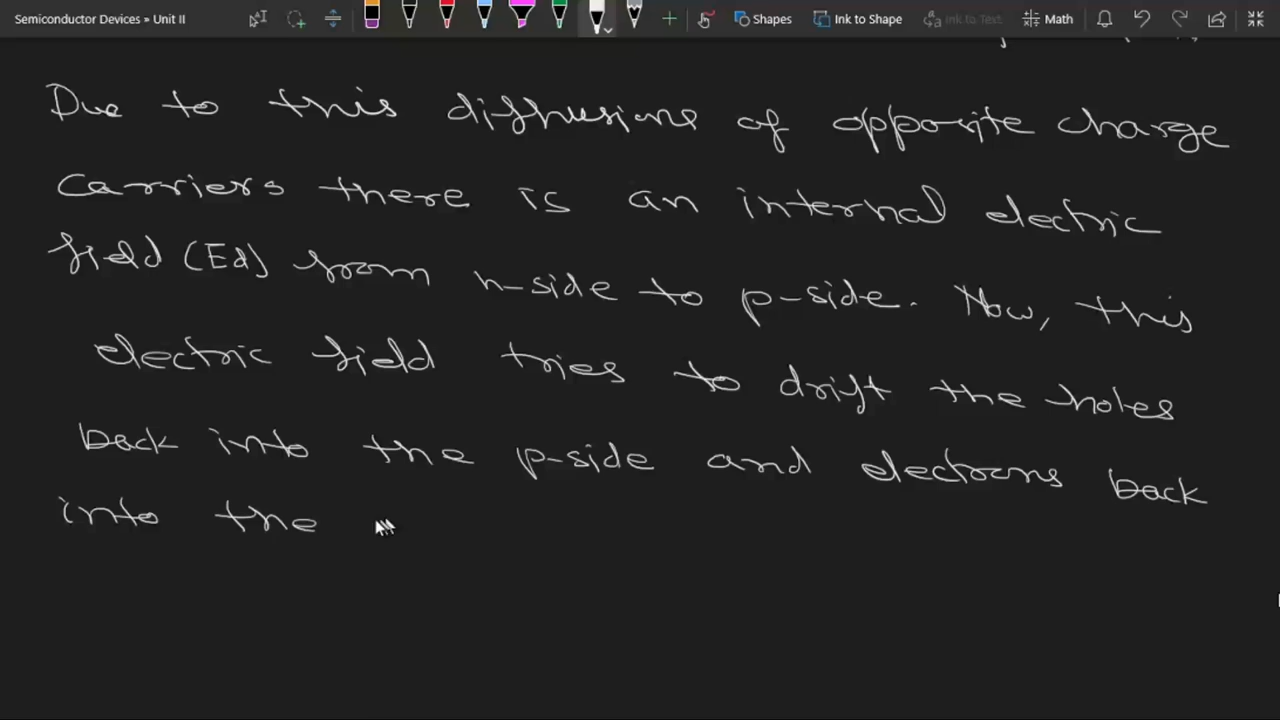 Semiconductor Devices » Unit II
Shapes
Ink to Shape
Ink to Text
Math
Due to this diffusions of opposite charge
carriers there is an internal electric
field (Ed) from n-side to p-side. Now, this
electric field tries to drift the holes
back into the p-side and electrons back
into the